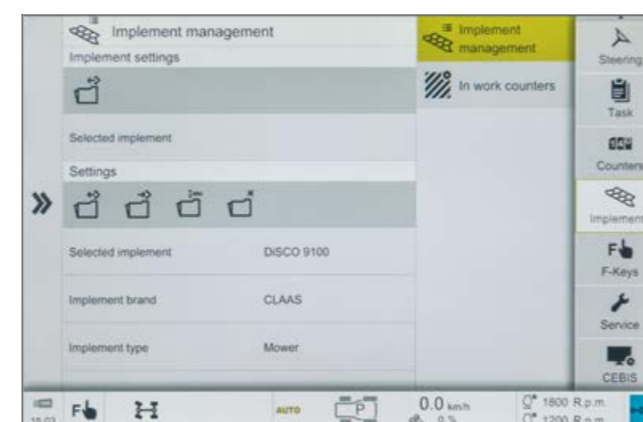 Implement management
Implement settings
Selected implement
Settings
Selected implement DISCO 9100
Implement brand CLAAS
Implement type Mower
Implement
management
In work counters
Steering
Task
Counters
Implement
F-Keys
Service
CEBIS
F
AUTO
P
0.0 km/h
0 %
1800 R.p.m.
1200 R.p.m.